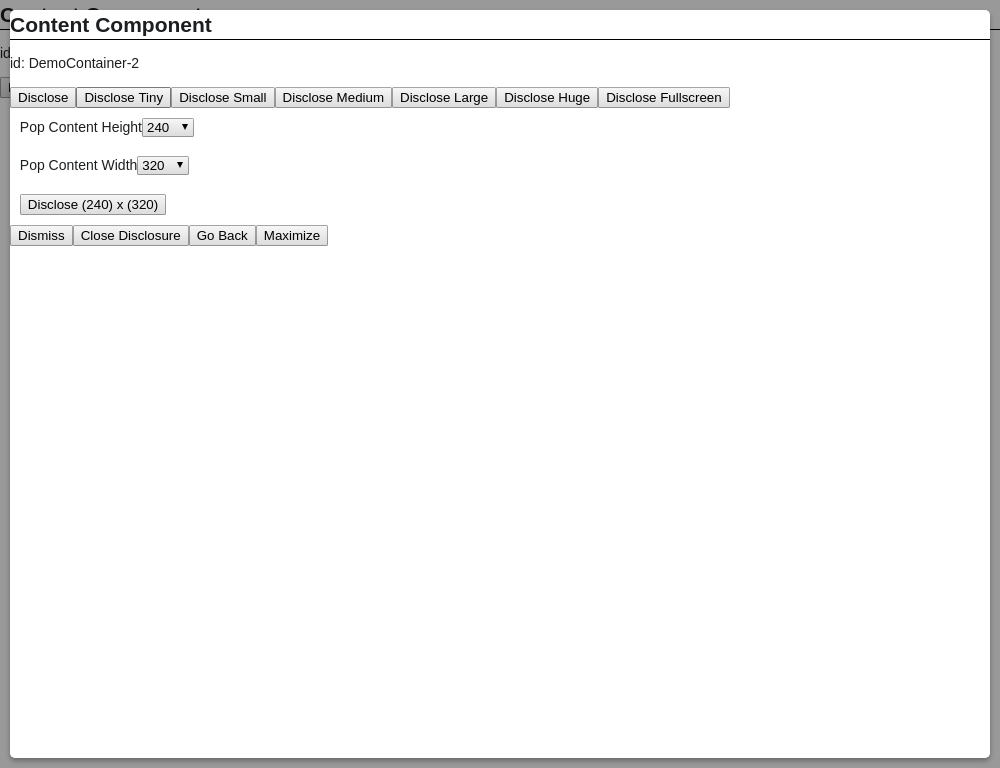 Content Component
id: DemoContainer-2
Disclose Disclose Tiny Disclose Small Disclose Medium Disclose Large Disclose Huge Disclose Fullscreen
Pop Content Height 240
Pop Content Width 320
Disclose (240) x (320)
Dismiss Close Disclosure Go Back Maximize